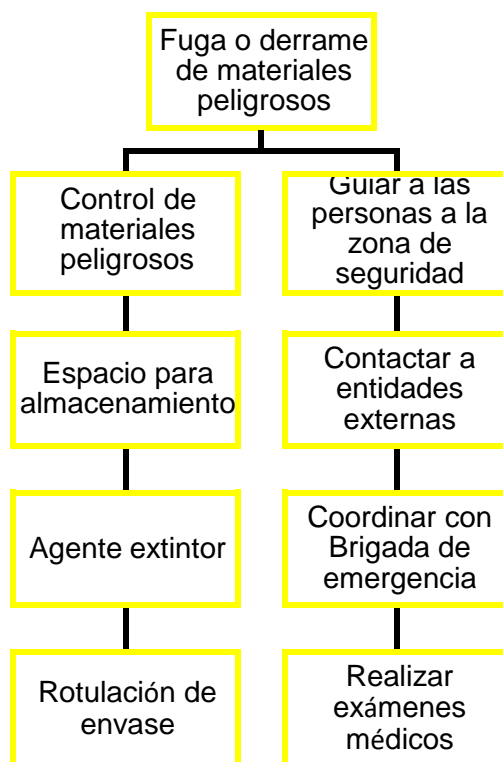 Fuga o derrame
de materiales
peligrosos
Control de
materiales
peligrosos
Guiar a las
personas a la
zona de
seguridad
Espacio para
almacenamiento
Contactar a
entidades
externas
Agente extintor
Coordinar con
Brigada de
emergencia
Rotulación de
envase
Realizar
exámenes
médicos